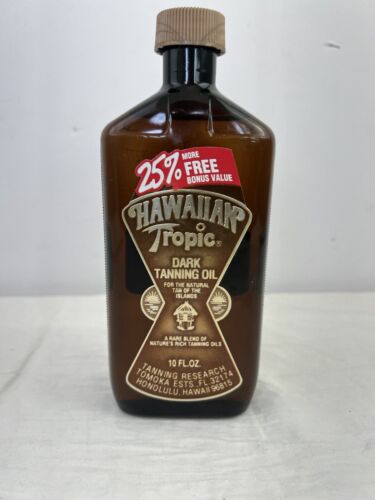 25% MORE
FREE
BONUS VALUE
HAWAIIAN
Tropic®
DARK
TANNING OIL
FOR THE NATURAL
TAN OF THE
ISLANDS
A RARE BLEND OF
NATURE'S RICH TANNING OILS
10 FL.OZ.
TANNING RESEARCH
TOMOKA ESTS., FL. 32174
HONOLULU, HAWAII 96815